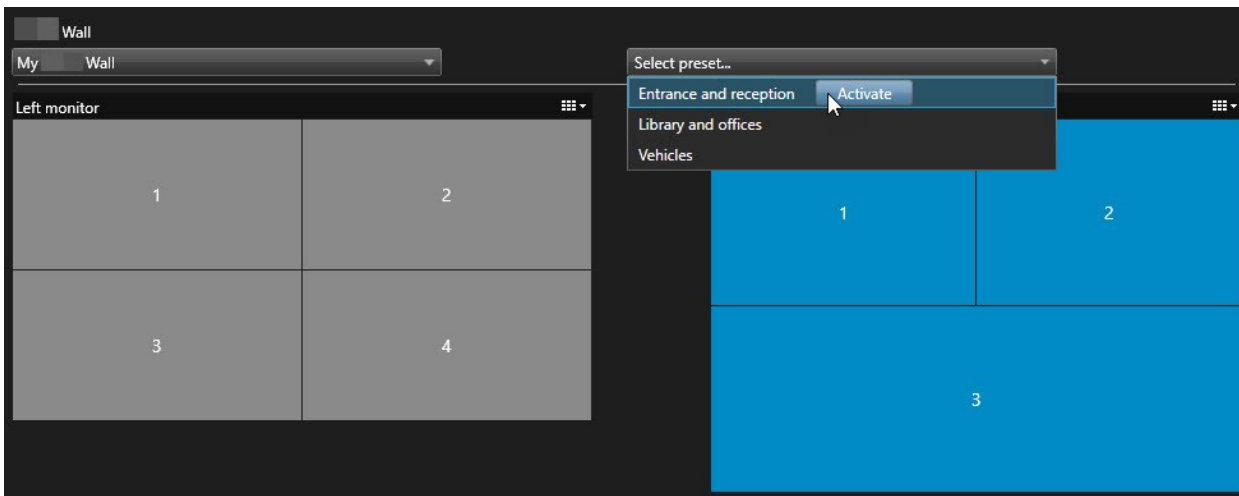 Wall
My Wall
Select preset...
Entrance and reception Activate
Library and offices
Vehicles
Left monitor
1 2
3 4
1 2
3